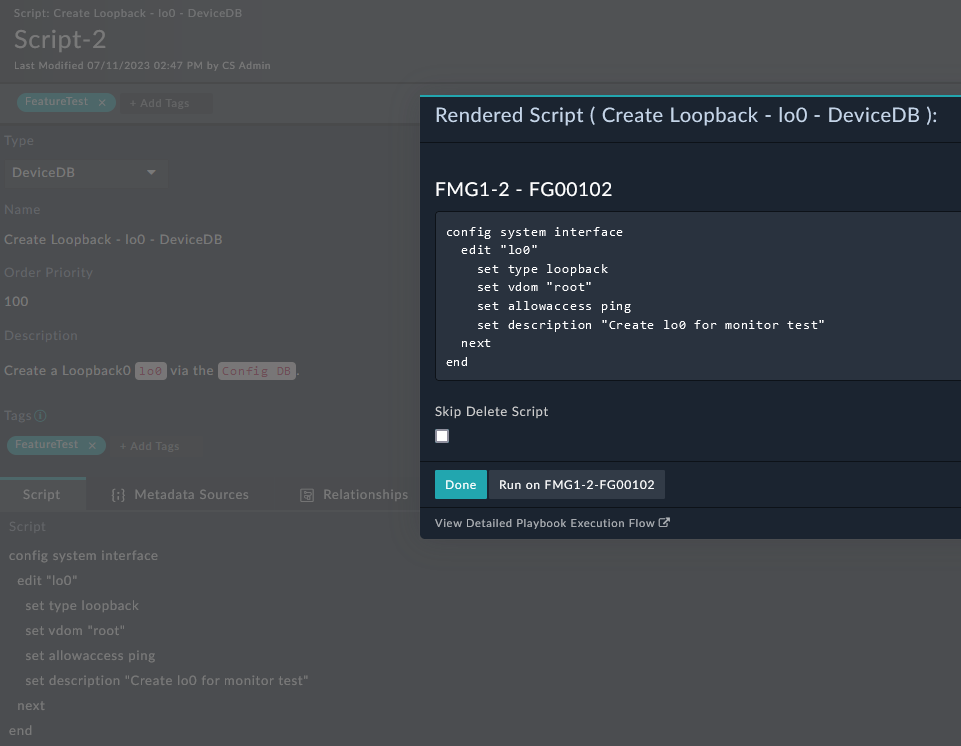 Script: Create Loopback - lo0 - DeviceDB
Script-2
Last Modified 07/11/2023 02:47 PM by CS Admin
FeatureTest ×
+ Add Tags
Type
DeviceDB
Name
Create Loopback - lo0 - DeviceDB
Order Priority
100
Description
Create a Loopback0 lo0 via the Config DB.
Tags
FeatureTest ×
+ Add Tags
Script
Metadata Sources
Relationships
Script
config system interface
edit "lo0"
set type loopback
set vdom "root"
set allowaccess ping
set description "Create lo0 for monitor test"
next
end
Rendered Script ( Create Loopback - lo0 - DeviceDB ):
FMG1-2 - FG00102
config system interface
edit "lo0"
set type loopback
set vdom "root"
set allowaccess ping
set description "Create lo0 for monitor test"
next
end
Skip Delete Script
Done
Run on FMG1-2-FG00102
View Detailed Playbook Execution Flow